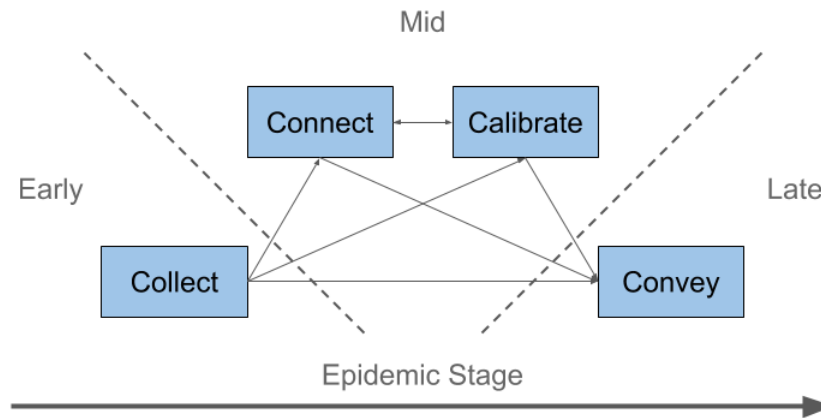 Mid
Connect
Calibrate
Early
Late
Collect
Convey
Epidemic Stage